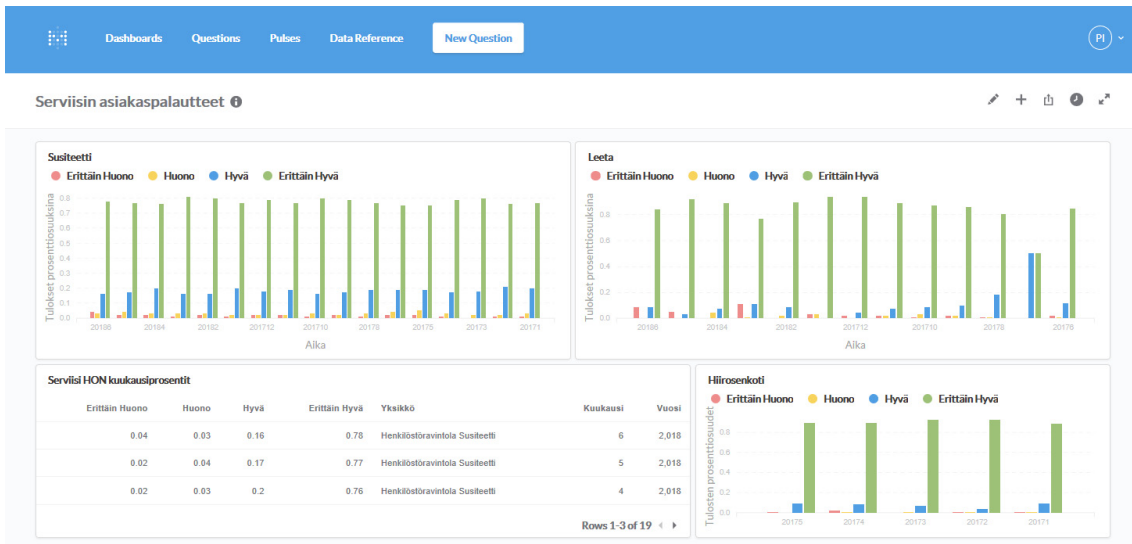 Dashboards Questions Pulses Data Reference New Question PI
Serviisin asiakaspalautteet
Susiteetti
Erittäin Huono Huono Hyvä Erittäin Hyvä
Tulokset prosenttiosuuksina
0.8
0.7
0.6
0.5
0.4
0.3
0.2
0.1
0.0
20186 20184 20182 201712 201710 20178 20175 20173 20171
Aika
Leeta
Erittäin Huono Huono Hyvä Erittäin Hyvä
Tulokset prosenttiosuuksina
0.8
0.6
0.4
0.2
0.0
20186 20184 20182 201712 201710 20178 20176
Aika
Serviisi HON kuukausiprosentit
Erittäin Huono Huono Hyvä Erittäin Hyvä Yksikkö Kuukausi Vuosi
0.04 0.03 0.16 0.78 Henkilöstöravintola Susiteetti 6 2,018
0.02 0.04 0.17 0.77 Henkilöstöravintola Susiteetti 5 2,018
0.02 0.03 0.2 0.76 Henkilöstöravintola Susiteetti 4 2,018
Rows 1-3 of 19
Hiirosenkoti
Erittäin Huono Huono Hyvä Erittäin Hyvä
Tulosten prosenttiosuudet
0.8
0.6
0.4
0.2
0.0
20175 20174 20173 20172 20171